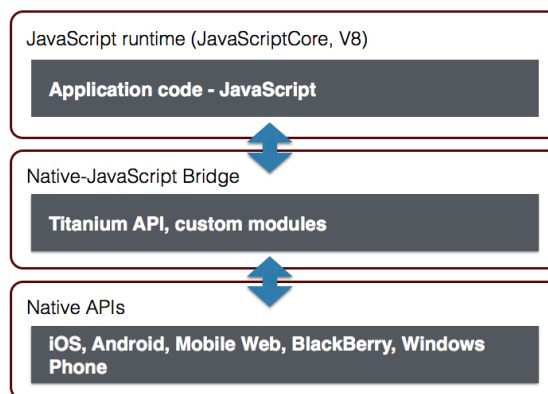 JavaScript runtime (JavaScriptCore, V8)
Application code - JavaScript
Native-JavaScript Bridge
Titanium API, custom modules
Native APIs
iOS, Android, Mobile Web, BlackBerry, Windows
Phone